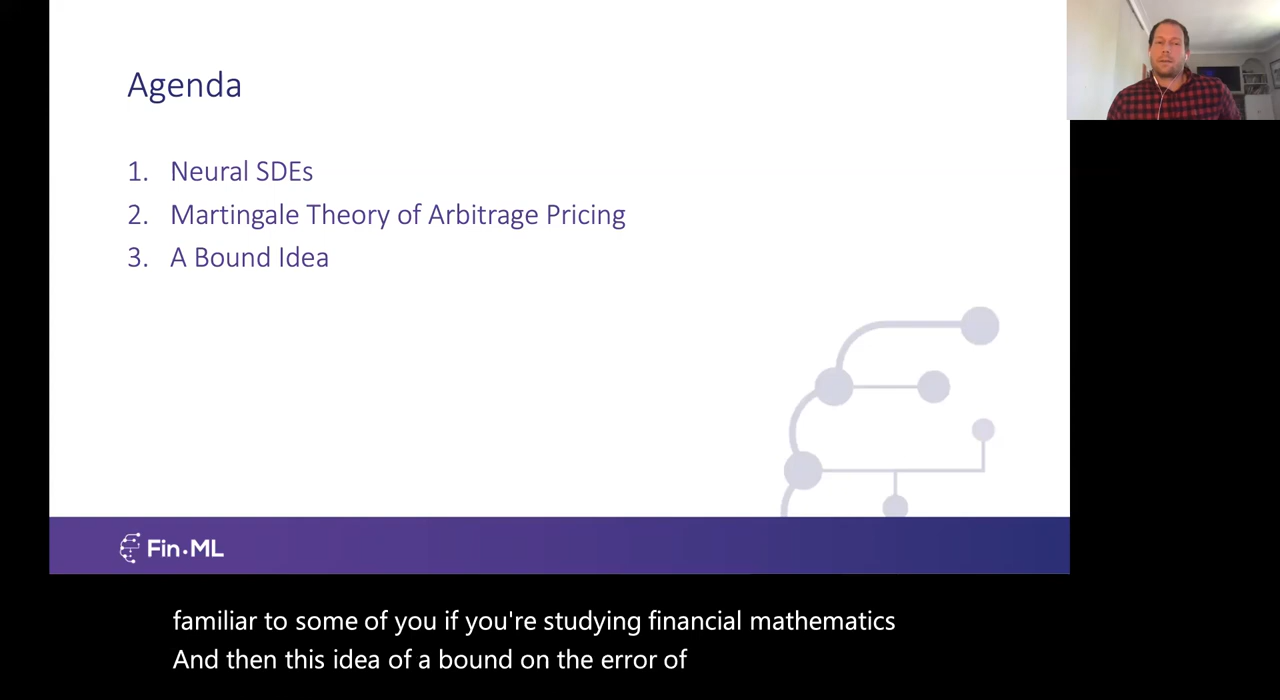 Agenda
1. Neural SDEs
2. Martingale Theory of Arbitrage Pricing
3. A Bound Idea
Fin·ML
familiar to some of you if you're studying financial mathematics
And then this idea of a bound on the error of